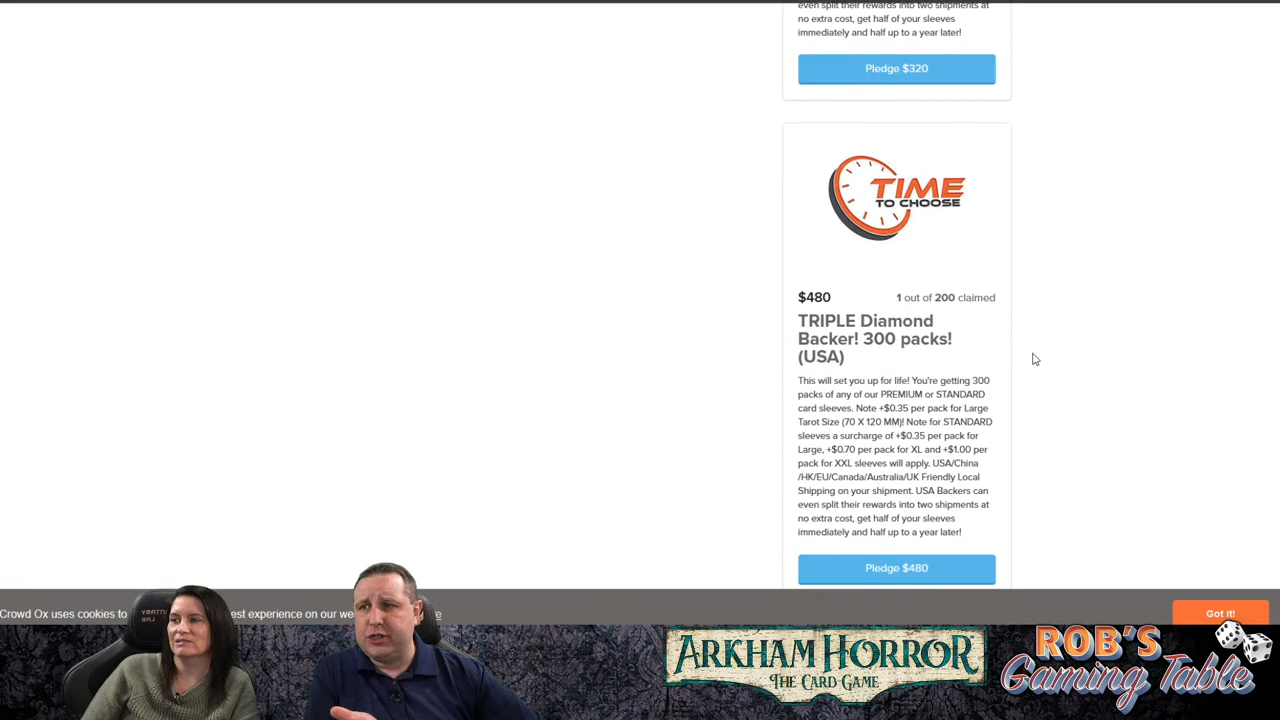 even split their rewards into two shipments at
no extra cost, get half of your sleeves
immediately and half up to a year later!
Pledge $320
TIME
TO CHOOSE
$480
1 out of 200 claimed
TRIPLE Diamond
Backer! 300 packs!
(USA)
This will set you up for life! You're getting 300
packs of any of our PREMIUM or STANDARD
card sleeves. Note +$0.35 per pack for Large
Tarot Size (70 X 120 MM)! Note for STANDARD
sleeves a surcharge of +$0.35 per pack for
Large, +$0.70 per pack for XL and +$1.00 per
pack for XXL sleeves will apply. USA/China
/HK/EU/Canada/Australia/UK Friendly Local
Shipping on your shipment. USA Backers can
even split their rewards into two shipments at
no extra cost, get half of your sleeves
immediately and half up to a year later!
Pledge $480
Crowd Ox uses cookies to est experience on our we
Got it!
ARKHAM HORROR
THE CARD GAME
ROB'S
Gaming Table